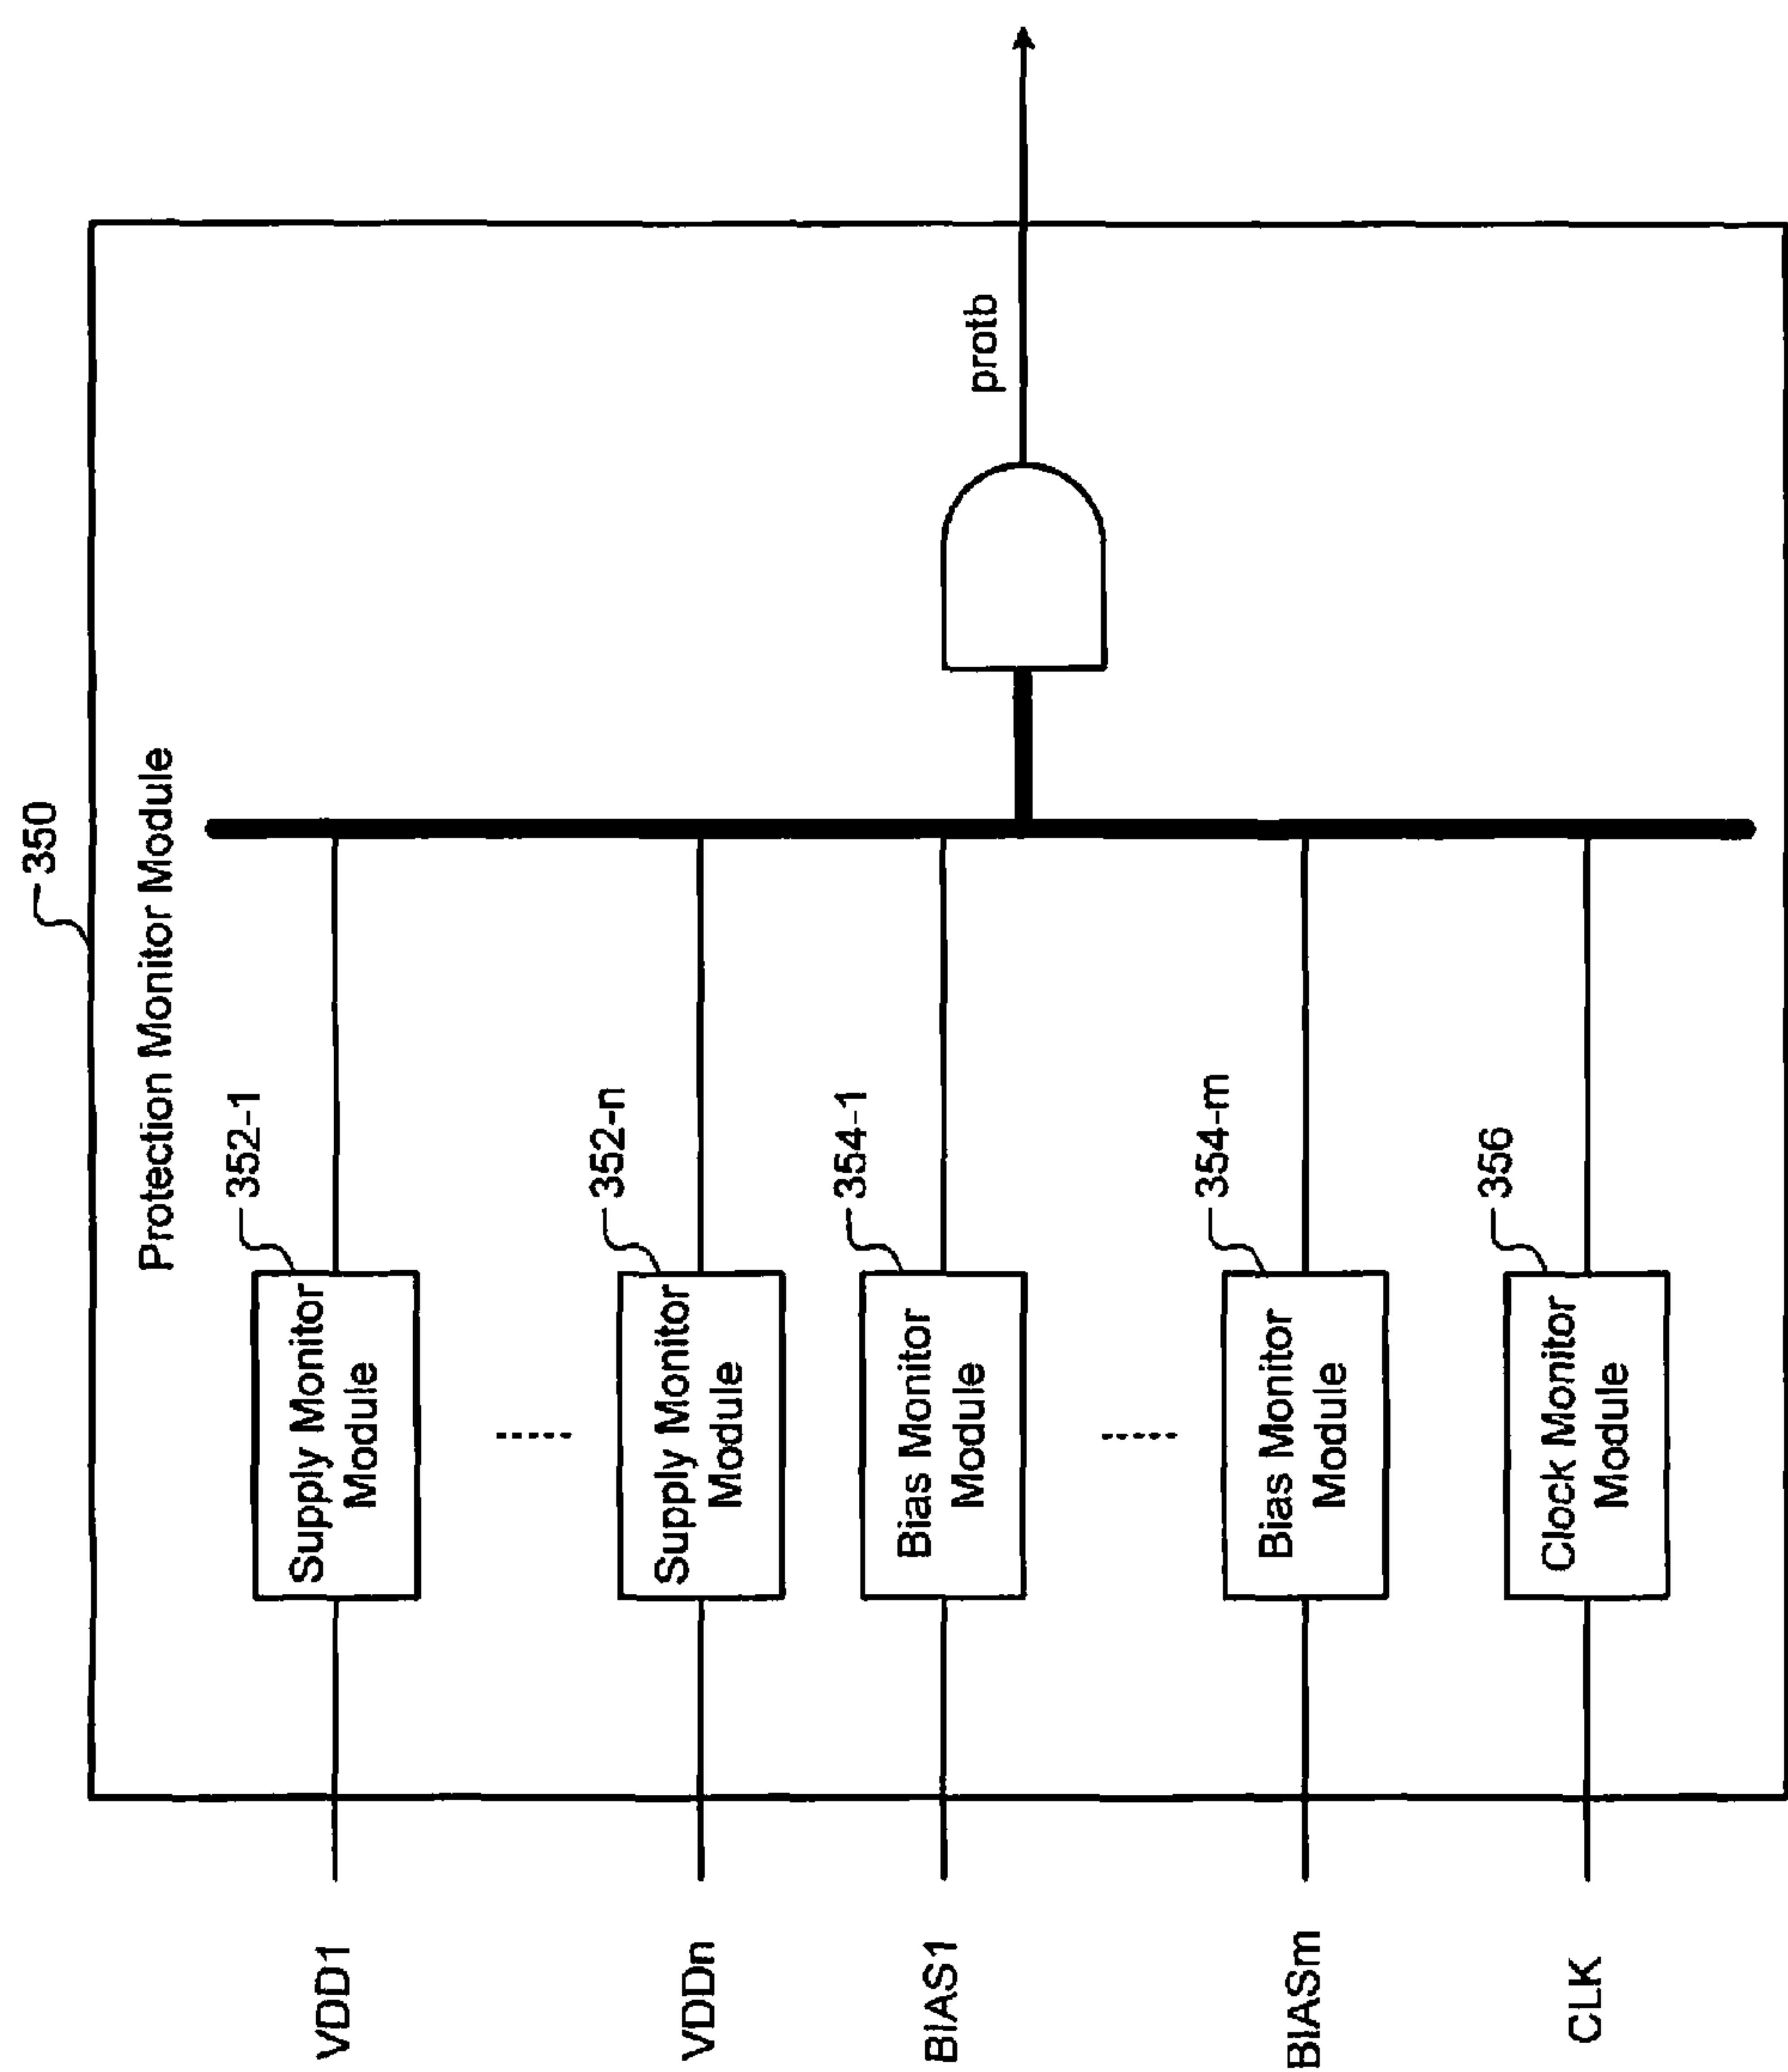 350
Protection Monitor Module
VDD1
Supply Monitor
Module
352-1
VDDn
Supply Monitor
Module
352-n
BIAS1
Bias Monitor
Module
354-1
protb
BIASm
Bias Monitor
Module
354-m
CLK
Clock Monitor
Module
356